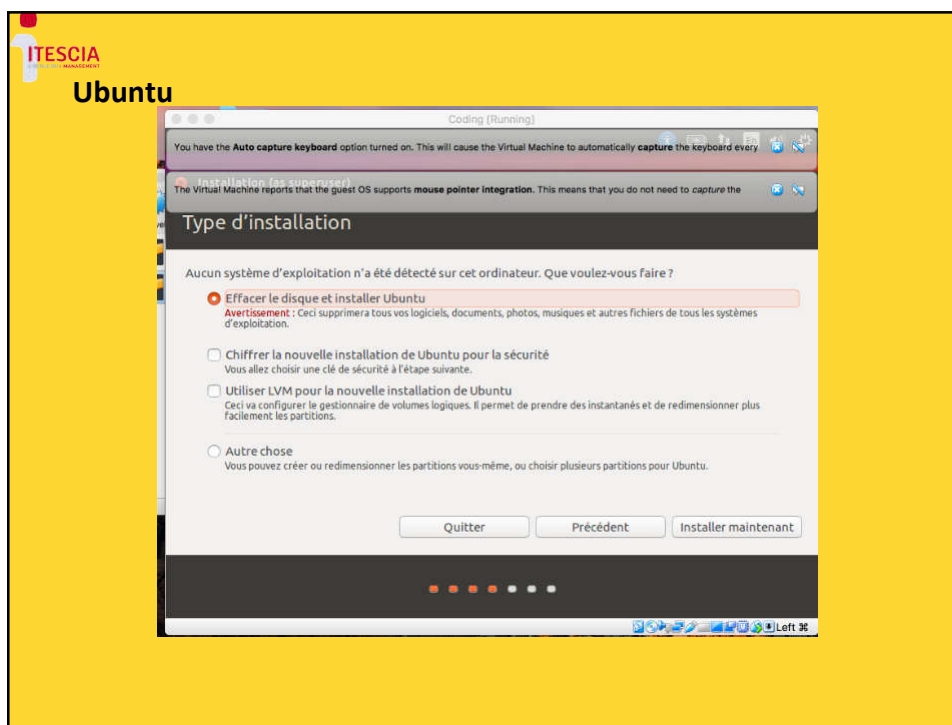 ITESCIA
Ubuntu
Coding [Running]
You have the Auto capture keyboard option turned on. This will cause the Virtual Machine to automatically capture the keyboard every
Installation (as superuser)
The Virtual Machine reports that the guest OS supports mouse pointer integration. This means that you do not need to capture the
Type d'installation
Aucun système d'exploitation n'a été détecté sur cet ordinateur. Que voulez-vous faire ?
Effacer le disque et installer Ubuntu
Avertissement : Ceci supprimera tous vos logiciels, documents, photos, musiques et autres fichiers de tous les systèmes
d'exploitation.
Chiffrer la nouvelle installation de Ubuntu pour la sécurité
Vous allez choisir une clé de sécurité à l'étape suivante.
Utiliser LVM pour la nouvelle installation de Ubuntu
Ceci va configurer le gestionnaire de volumes logiques. Il permet de prendre des instantanés et de redimensionner plus
facilement les partitions.
Autre chose
Vous pouvez créer ou redimensionner les partitions vous-même, ou choisir plusieurs partitions pour Ubuntu.
Quitter
Précédent
Installer maintenant
Left ⌘